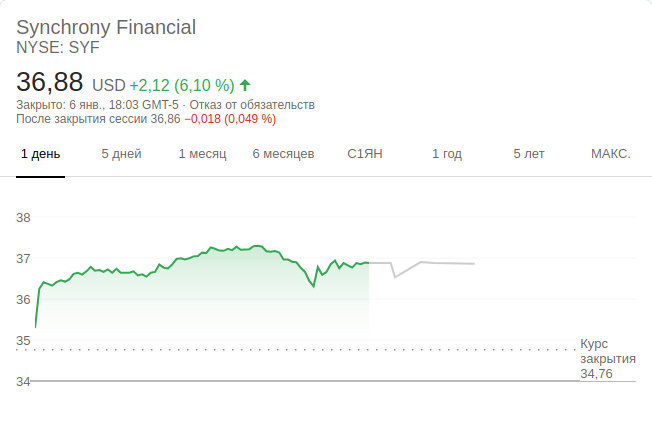 Synchrony Financial
NYSE: SYF
36,88 USD +2,12 (6,10 %)
Закрыто: 6 янв., 18:03 GMT-5 · Отказ от обязательств
После закрытия сессии 36,86 −0,018 (0,049 %)
1 день 5 дней 1 месяц 6 месяцев С1ЯН 1 год 5 лет МАКС.
38
37
36
35
34
Курс
закрытия
34,76